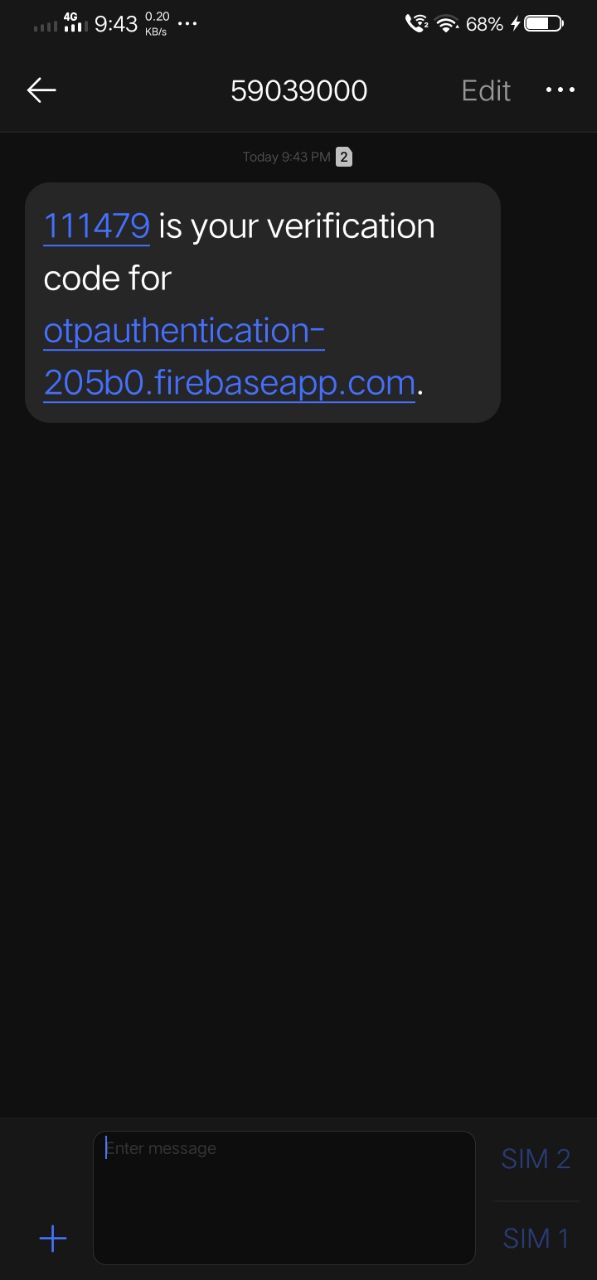 4G 9:43 0.20 KB/s ... 2 68%
59039000 Edit
Today 9:43 PM 2
111479 is your verification
code for
otpauthentication-
205b0.firebaseapp.com.
Enter message
SIM 2
SIM 1